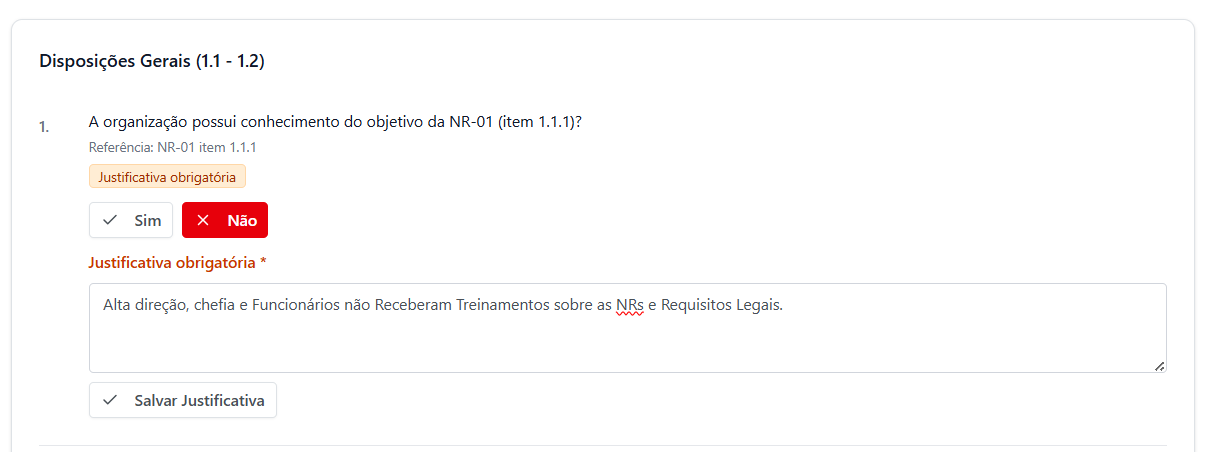 Disposições Gerais (1.1 - 1.2)
1.
A organização possui conhecimento do objetivo da NR-01 (item 1.1.1)?
Referência: NR-01 item 1.1.1
Justificativa obrigatória
Sim
Não
Justificativa obrigatória *
Alta direção, chefia e Funcionários não Receberam Treinamentos sobre as NRs e Requisitos Legais.
Salvar Justificativa